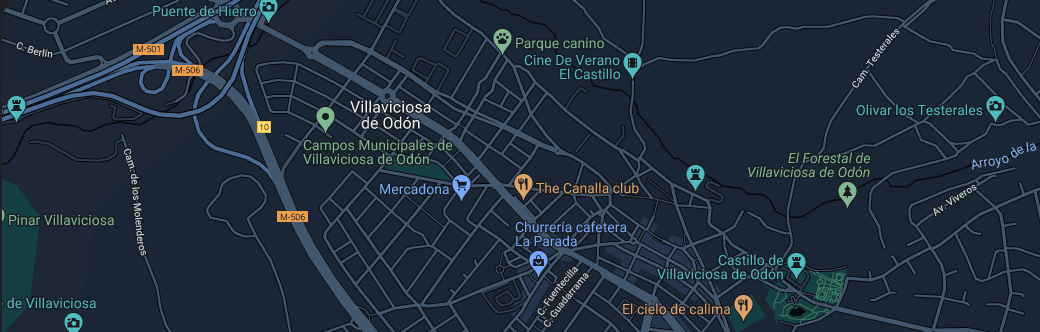 Puente de Hierro
C. Berlín
M-501
M-506
Parque canino
Cine De Verano
El Castillo
Cam. Testerales
Olivar los Testerales
Villaviciosa
de Odón
10
Campos Municipales de
Villaviciosa de Odón
Cam. de los Molenderos
Mercadona
The Canalla club
El Forestal de
Villaviciosa de Odón
Arroyo de la
Av. Viveros
Pinar Villaviciosa
M-506
Churrería cafetera
La Parada
C. Fuentecilla
C. Guadarrama
Castillo de
Villaviciosa de Odón
de Villaviciosa
El cielo de calima